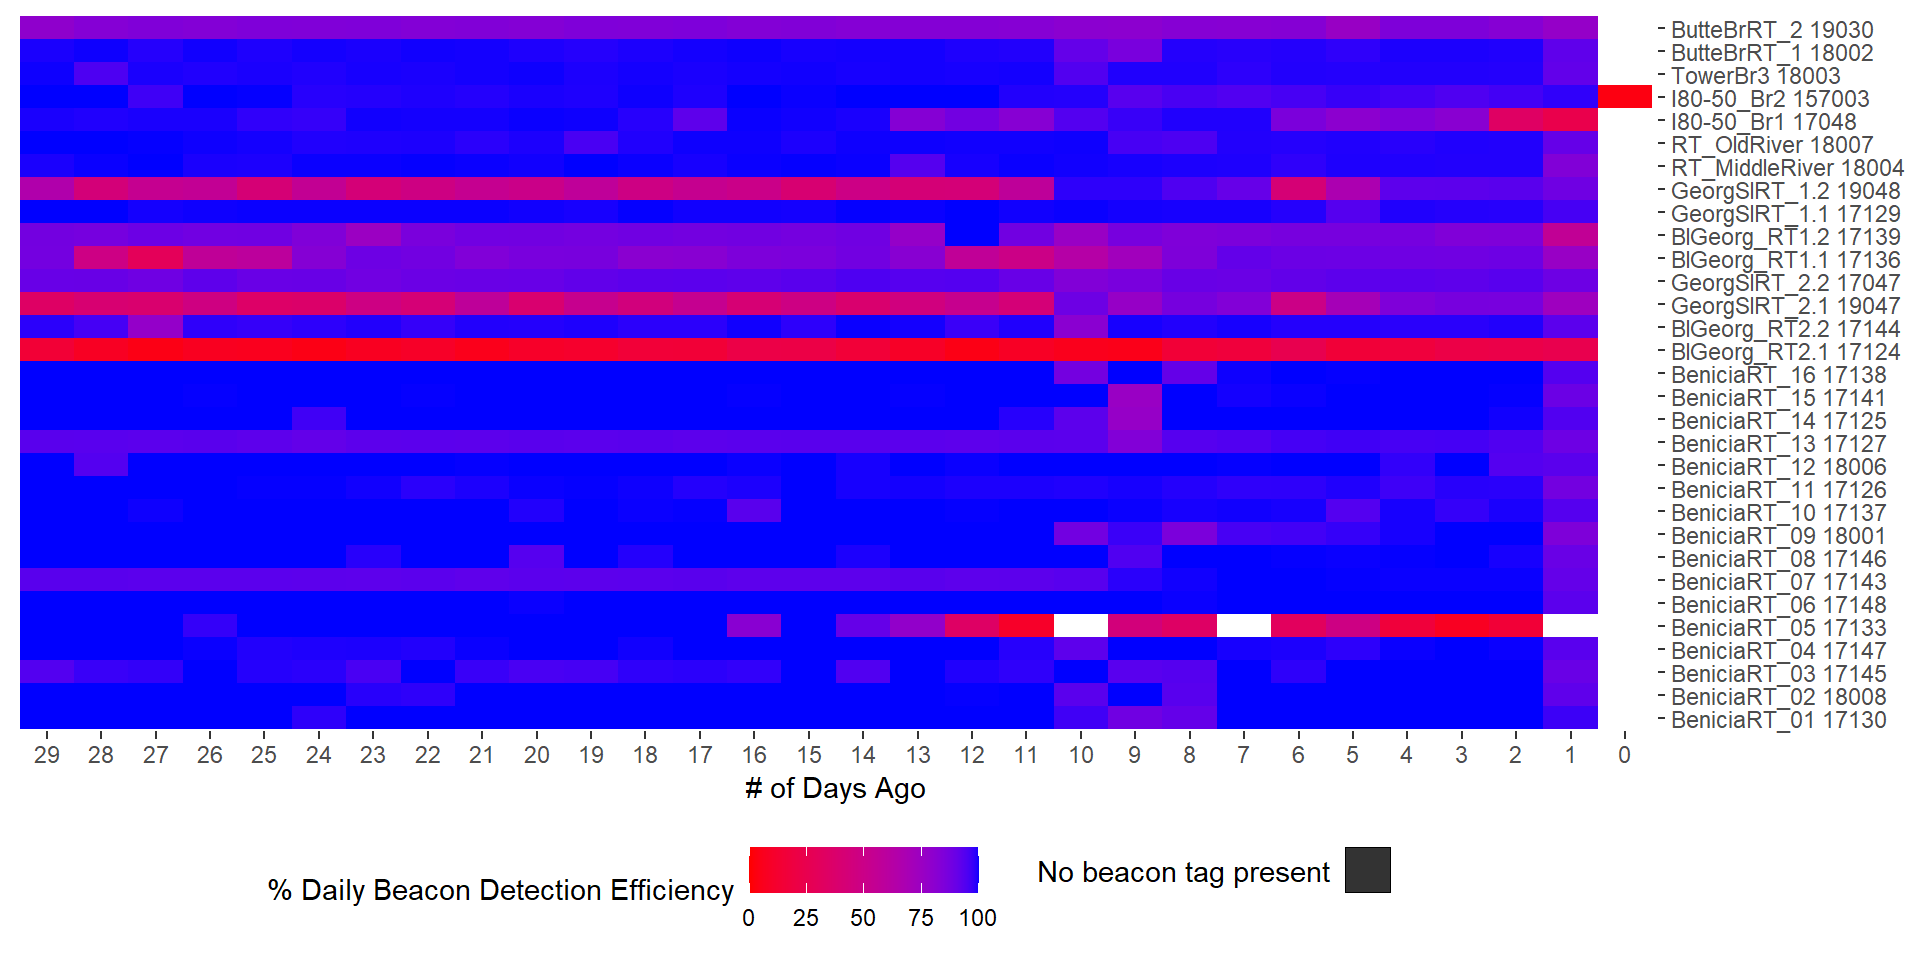 ButteBrRT_2 19030
ButteBrRT_1 18002
TowerBr3 18003
I80-50_Br2 157003
I80-50_Br1 17048
RT_OldRiver 18007
RT_MiddleRiver 18004
GeorgSlRT_1.2 19048
GeorgSlRT_1.1 17129
BlGeorg_RT1.2 17139
BlGeorg_RT1.1 17136
GeorgSlRT_2.2 17047
GeorgSlRT_2.1 19047
BlGeorg_RT2.2 17144
BlGeorg_RT2.1 17124
BeniciaRT_16 17138
BeniciaRT_15 17141
BeniciaRT_14 17125
BeniciaRT_13 17127
BeniciaRT_12 18006
BeniciaRT_11 17126
BeniciaRT_10 17137
BeniciaRT_09 18001
BeniciaRT_08 17146
BeniciaRT_07 17143
BeniciaRT_06 17148
BeniciaRT_05 17133
BeniciaRT_04 17147
BeniciaRT_03 17145
BeniciaRT_02 18008
BeniciaRT_01 17130
29 28 27 26 25 24 23 22 21 20 19 18 17 16 15 14 13 12 11 10 9 8 7 6 5 4 3 2 1 0
# of Days Ago
% Daily Beacon Detection Efficiency
0 25 50 75 100
No beacon tag present